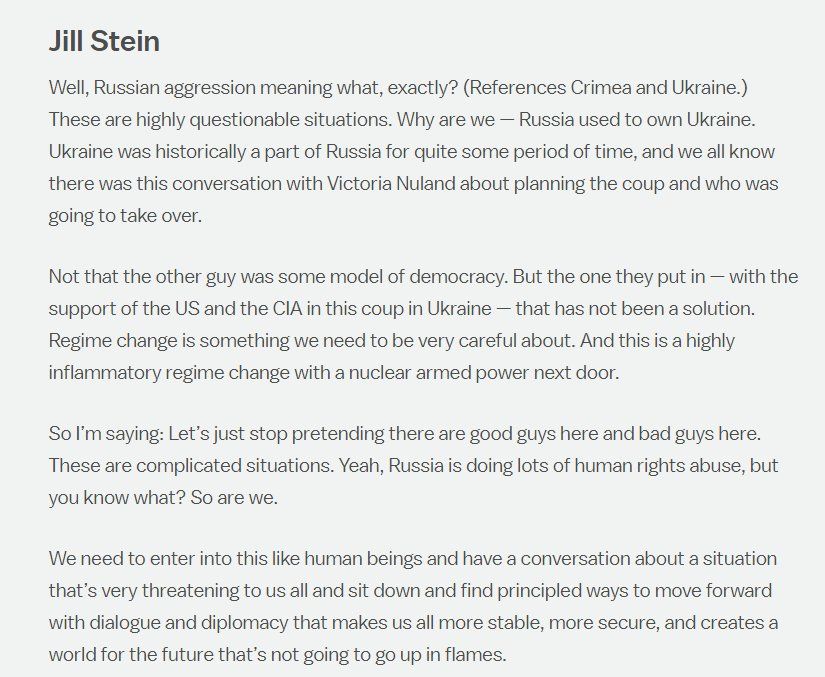 Jill Stein
Well, Russian aggression meaning what, exactly? (References Crimea and Ukraine.)
These are highly questionable situations. Why are we — Russia used to own Ukraine.
Ukraine was historically a part of Russia for quite some period of time, and we all know
there was this conversation with Victoria Nuland about planning the coup and who was
going to take over.
Not that the other guy was some model of democracy. But the one they put in — with the
support of the US and the CIA in this coup in Ukraine — that has not been a solution.
Regime change is something we need to be very careful about. And this is a highly
inflammatory regime change with a nuclear armed power next door.
So I’m saying: Let’s just stop pretending there are good guys here and bad guys here.
These are complicated situations. Yeah, Russia is doing lots of human rights abuse, but
you know what? So are we.
We need to enter into this like human beings and have a conversation about a situation
that’s very threatening to us all and sit down and find principled ways to move forward
with dialogue and diplomacy that makes us all more stable, more secure, and creates a
world for the future that’s not going to go up in flames.